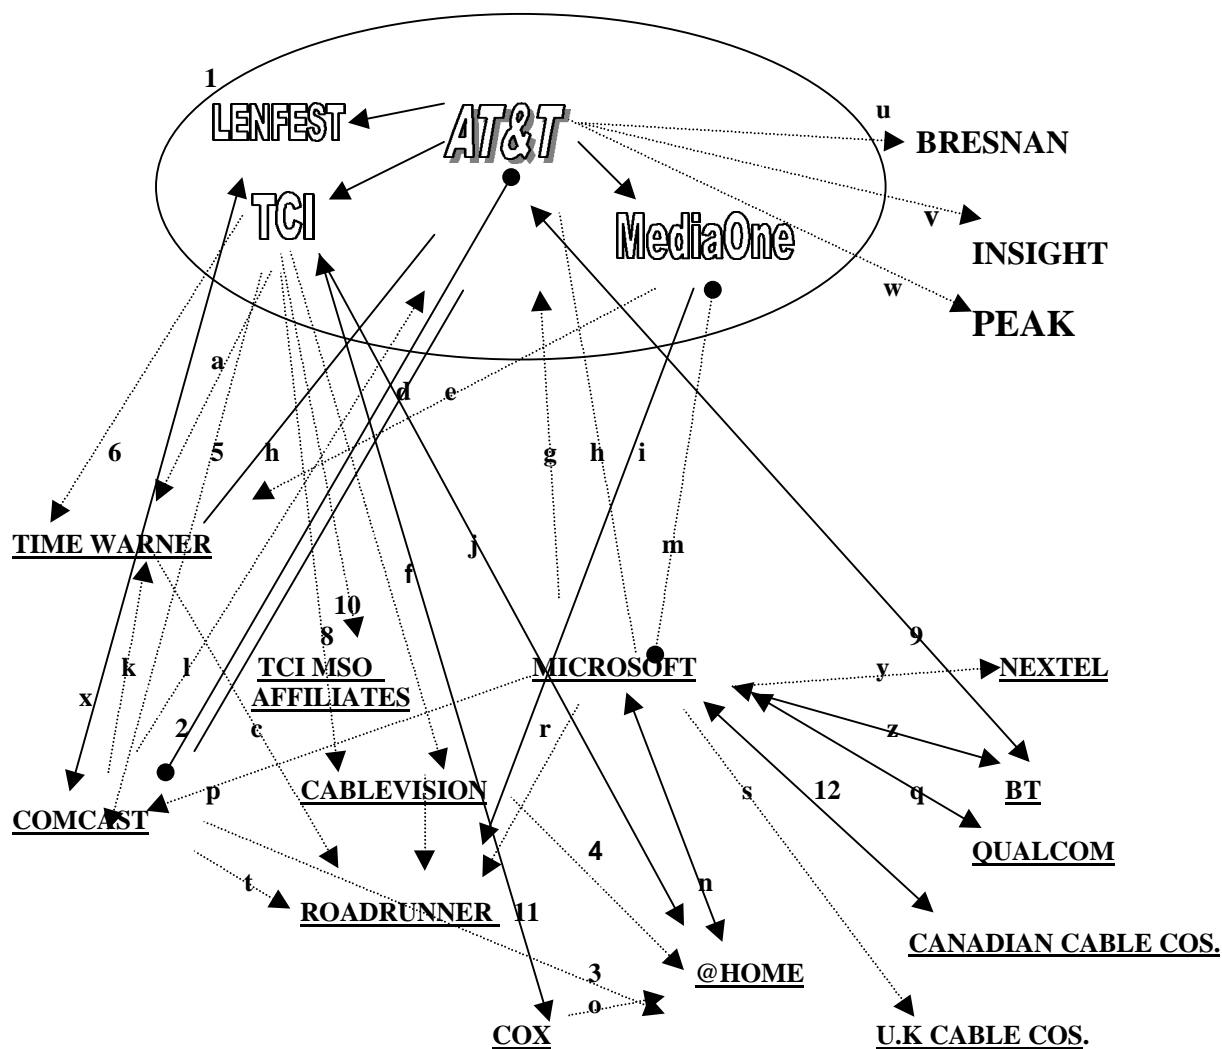 1
LENFEST
AT&T
u
BRESNAN
TCI
MediaOne
v
INSIGHT
w
PEAK
a
d
e
6
5
h
g
h
i
TIME WARNER
j
m
f
10
8
9
k
l
TCI MSO
AFFILIATES
MICROSOFT
y
NEXTEL
x
2
c
r
z
p
CABLEVISION
s
12
q
BT
COMCAST
4
QUALCOM
t
n
ROADRUNNER
11
CANADIAN CABLE COS.
3
@HOME
o
COX
U.K CABLE COS.